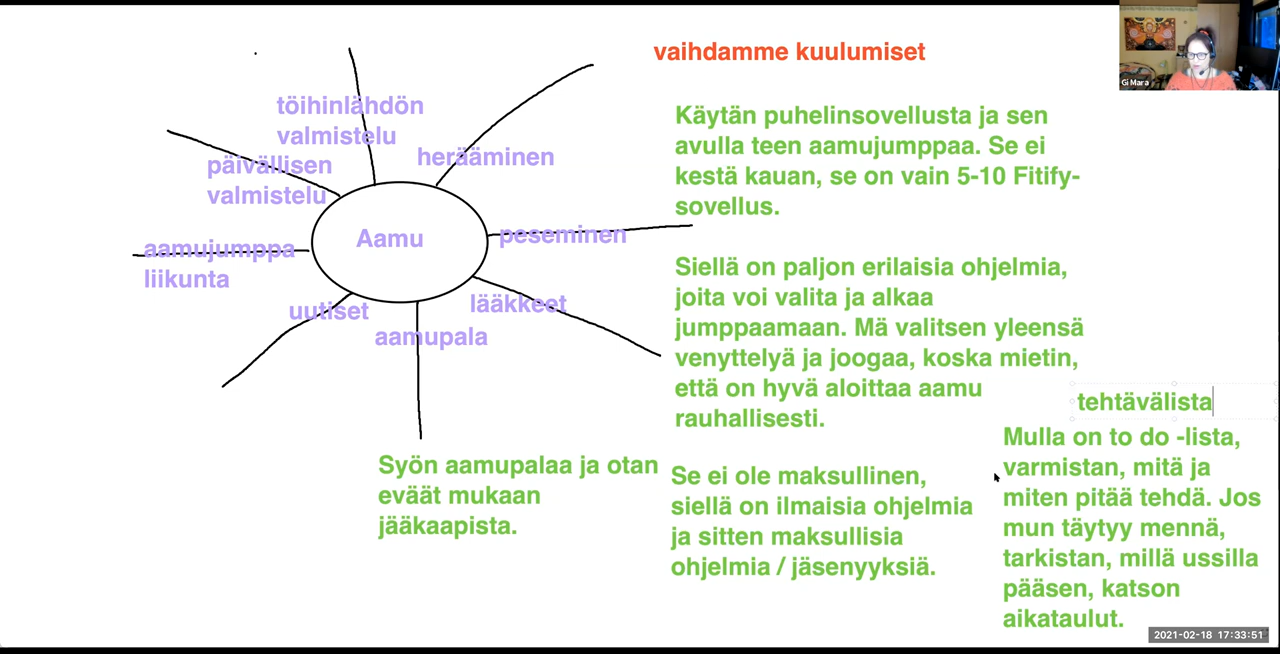 vaihdamme kuulumiset
Gi Mara
töihinlähdön
valmistelu
herääminen
päivällisen
valmistelu
Aamu
peseminen
aamujumppa
liikunta
uutiset
lääkkeet
aamupala
Käytän puhelinsovellusta ja sen
avulla teen aamujumppaa. Se ei
kestä kauan, se on vain 5-10 Fitify-
sovellus.
Siellä on paljon erilaisia ohjelmia,
joita voi valita ja alkaa
jumppaamaan. Mä valitsen yleensä
venyttelyä ja joogaa, koska mietin,
että on hyvä aloittaa aamu
rauhallisesti.
Syön aamupalaa ja otan
eväät mukaan
jääkaapista.
Se ei ole maksullinen,
siellä on ilmaisia ohjelmia
ja sitten maksullisia
ohjelmia / jäsenyyksiä.
tehtävälista
Mulla on to do -lista,
varmistan, mitä ja
miten pitää tehdä. Jos
mun täytyy mennä,
tarkistan, millä ussilla
pääsen, katson
aikataulut.
2021-02-18 17:33:51